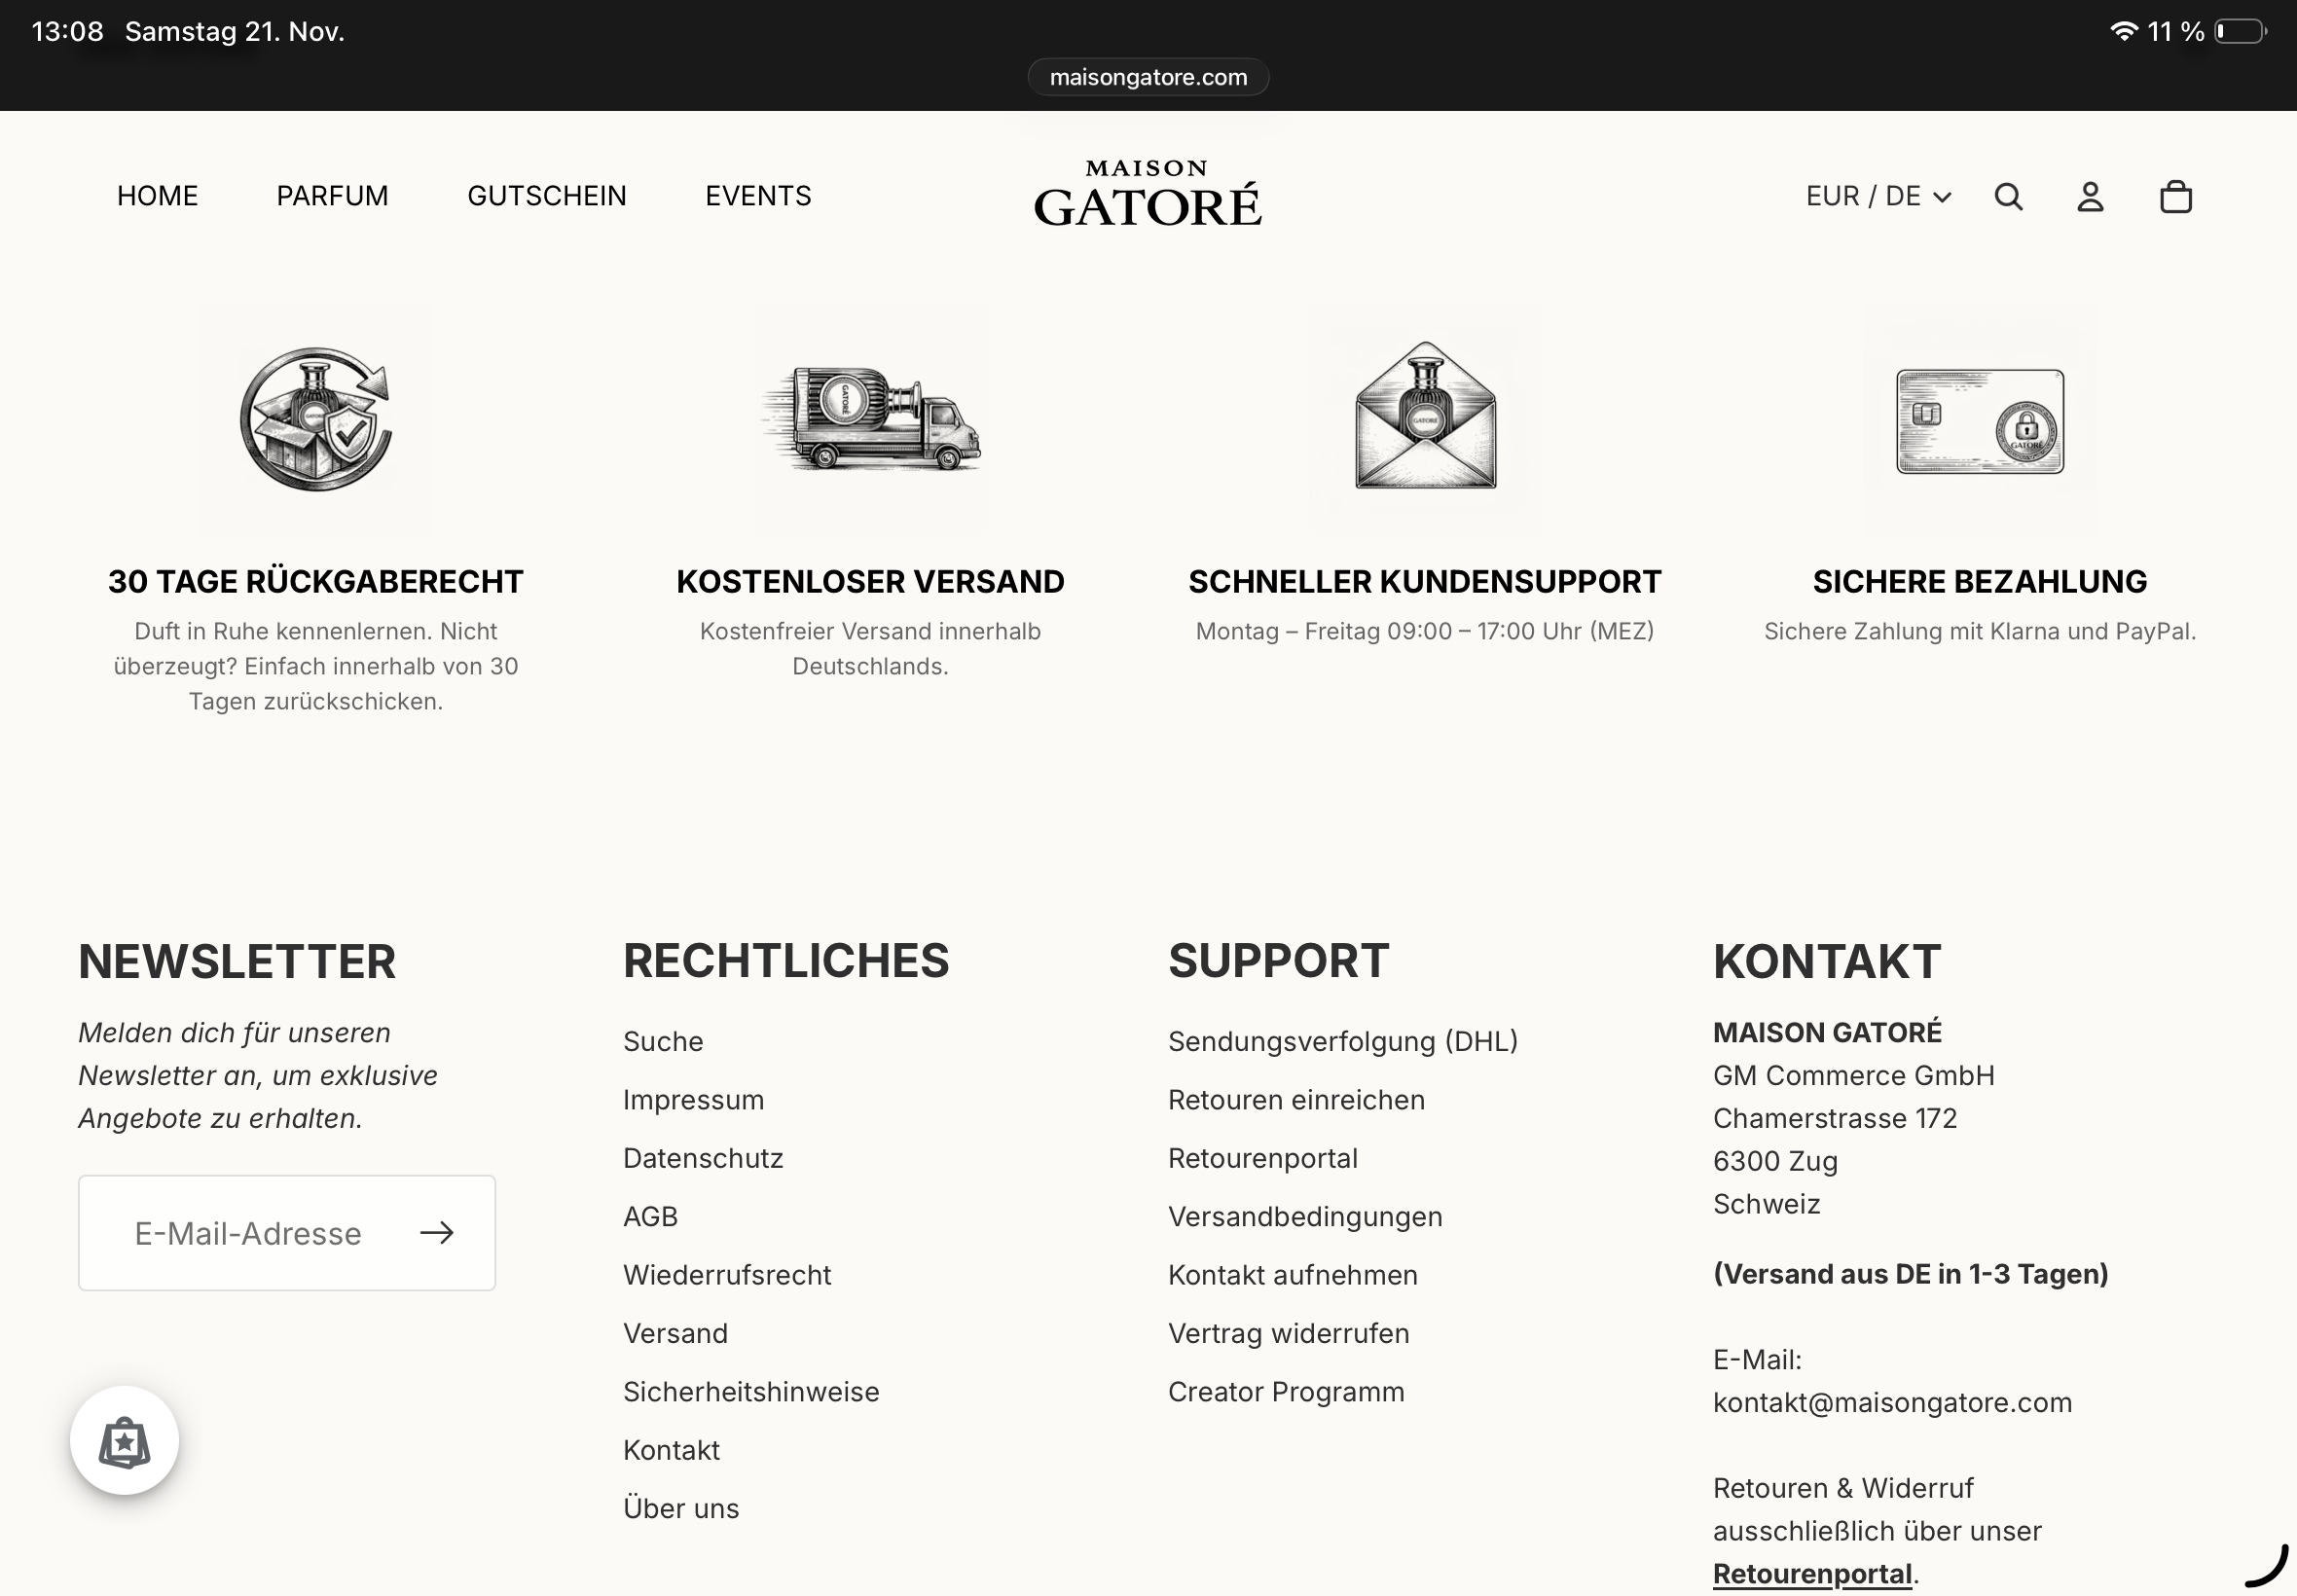 13:08 Samstag 21. Nov.
11 %
maisongatore.com
HOME PARFUM GUTSCHEIN EVENTS
MAISON
GATORÉ
EUR / DE
GATORÉ
GATORÉ
GATORÉ
GATORÉ
30 TAGE RÜCKGABERECHT
Duft in Ruhe kennenlernen. Nicht
überzeugt? Einfach innerhalb von 30
Tagen zurückschicken.
KOSTENLOSER VERSAND
Kostenfreier Versand innerhalb
Deutschlands.
SCHNELLER KUNDENSUPPORT
Montag – Freitag 09:00 – 17:00 Uhr (MEZ)
SICHERE BEZAHLUNG
Sichere Zahlung mit Klarna und PayPal.
NEWSLETTER
Melden dich für unseren
Newsletter an, um exklusive
Angebote zu erhalten.
E-Mail-Adresse
RECHTLICHES
Suche
Impressum
Datenschutz
AGB
Wiederrufsrecht
Versand
Sicherheitshinweise
Kontakt
Über uns
SUPPORT
Sendungsverfolgung (DHL)
Retouren einreichen
Retourenportal
Versandbedingungen
Kontakt aufnehmen
Vertrag widerrufen
Creator Programm
KONTAKT
MAISON GATORÉ
GM Commerce GmbH
Chamerstrasse 172
6300 Zug
Schweiz
(Versand aus DE in 1-3 Tagen)
E-Mail:
kontakt@maisongatore.com
Retouren & Widerruf
ausschließlich über unser
Retourenportal.